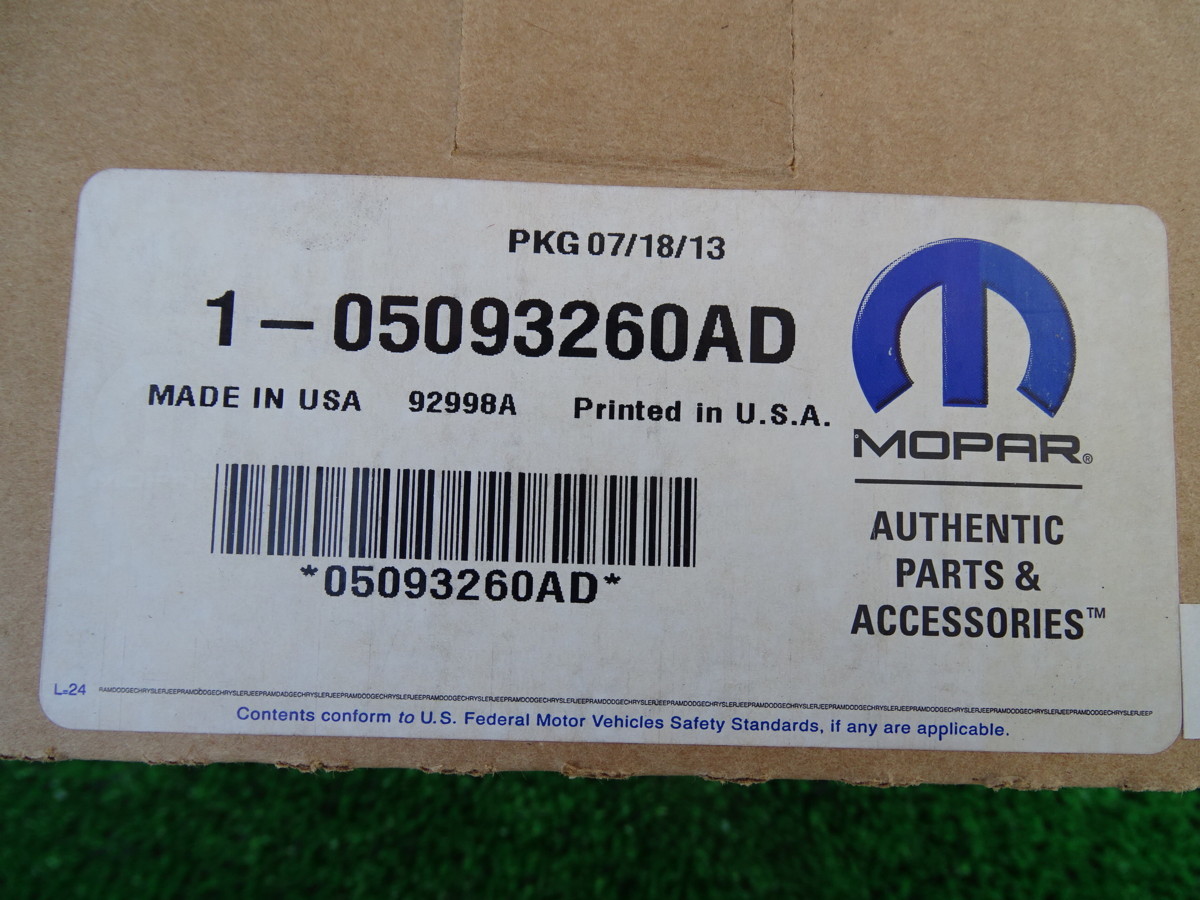 PKG 07/18/13
1 – 05093260AD
MADE IN USA 92998A Printed in U.S.A.
*05093260AD*
MOPAR®
AUTHENTIC
PARTS &
ACCESSORIES™
L=24
Contents conform to U.S. Federal Motor Vehicles Safety Standards, if any are applicable.